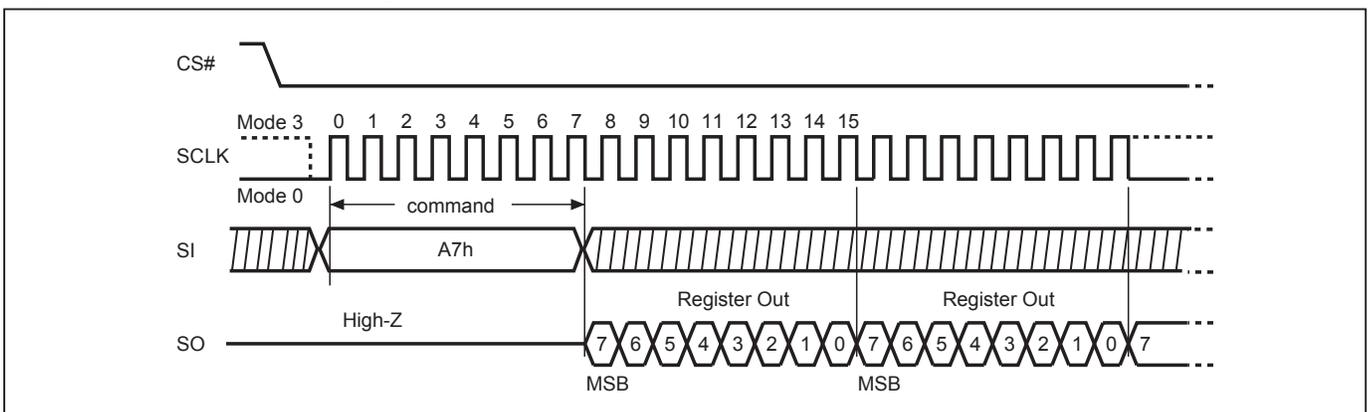 CS#
Mode 3
0 1 2 3 4 5 6 7 8 9 10 11 12 13 14 15
SCLK
Mode 0
command
SI
A7h
Register Out Register Out
High-Z
SO
7 6 5 4 3 2 1 0 7 6 5 4 3 2 1 0 7
MSB MSB